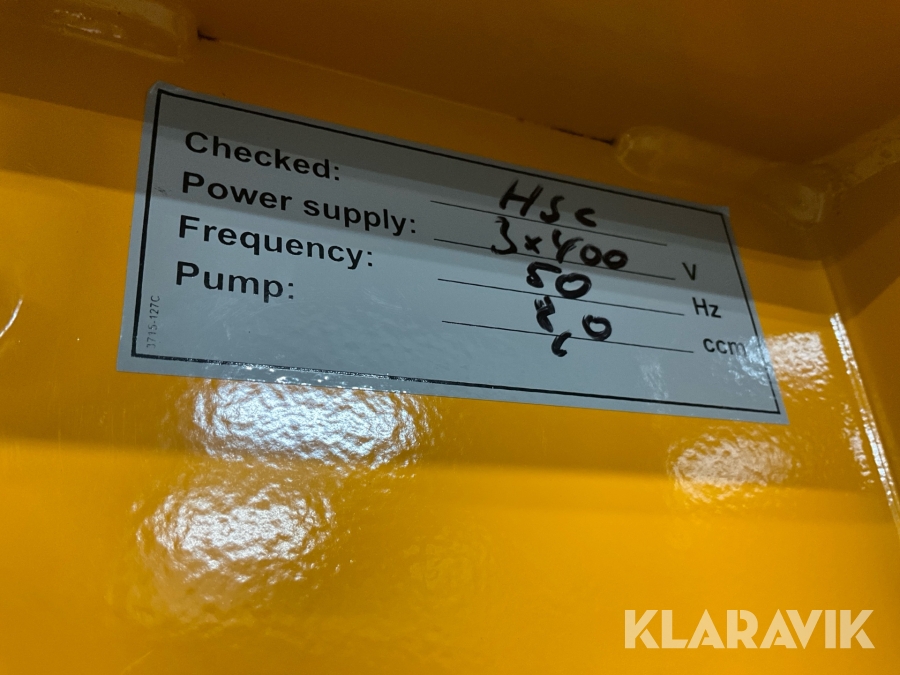 Checked: HSC
Power supply: 3x400 V
Frequency: 50 Hz
Pump: ccm
3715-127C
KLARAVIK